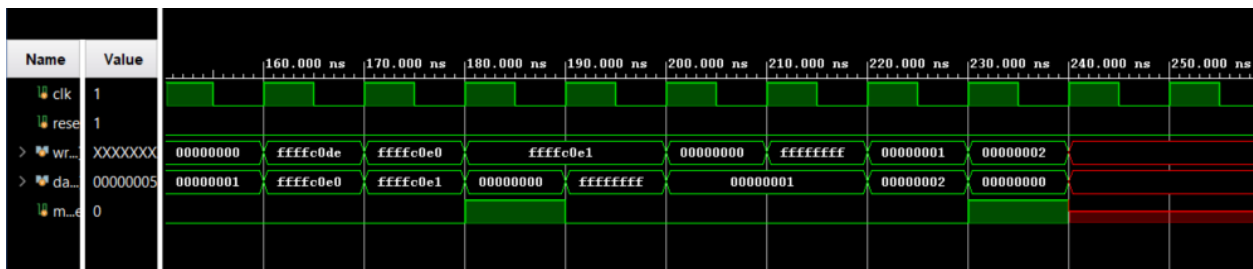 Name Value 160.000 ns 170.000 ns 180.000 ns 190.000 ns 200.000 ns 210.000 ns 220.000 ns 230.000 ns 240.000 ns 250.000 ns
clk 1
rese 1
wr... XXXXXXX 00000000 ffffc0de ffffc0e0 ffffc0e1 00000000 ffffffff 00000001 00000002
da... 00000005 00000001 ffffc0e0 ffffc0e1 00000000 ffffffff 00000001 00000002 00000000
m...e 0